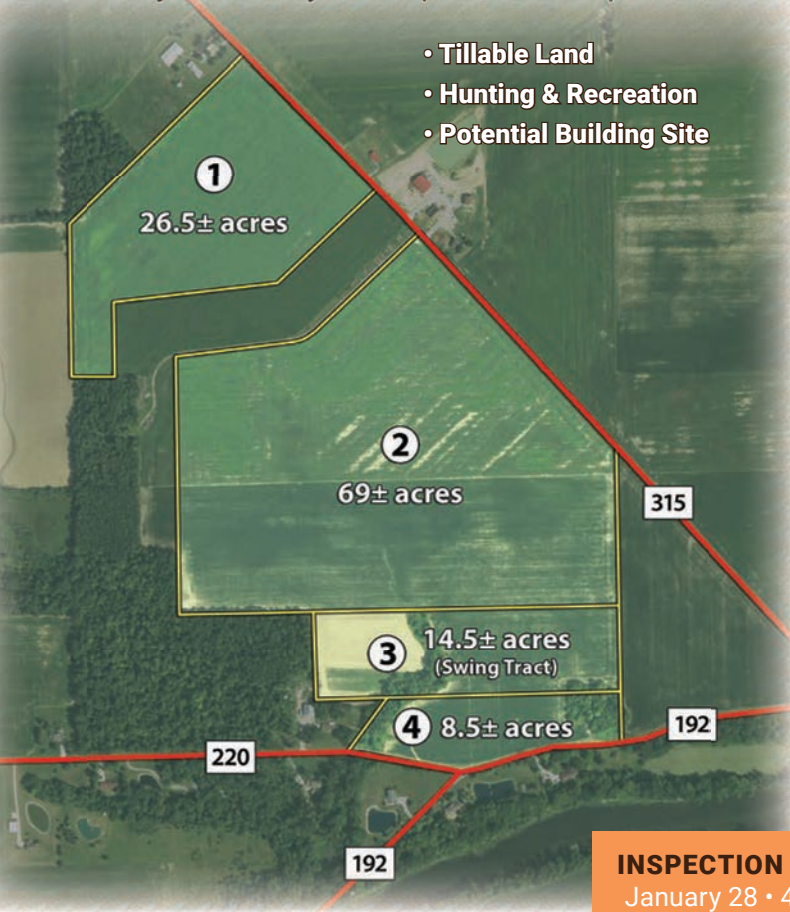 • Tillable Land
• Hunting & Recreation
• Potential Building Site
1
26.5± acres
2
69± acres
315
3
14.5± acres
(Swing Tract)
4
8.5± acres
192
220
192
INSPECTION
January 28 • 4